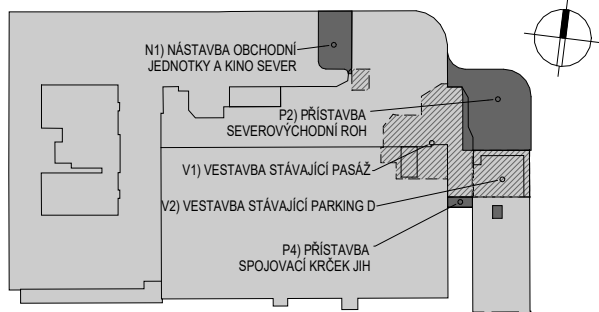 N1) NÁSTAVBA OBCHODNÍ
JEDNOTKY A KINO SEVER
P2) PŘÍSTAVBA
SEVEROVÝCHODNÍ ROH
V1) VESTAVBA STÁVAJÍCÍ PASÁŽ
V2) VESTAVBA STÁVAJÍCÍ PARKING D
P4) PŘÍSTAVBA
SPOJOVACÍ KRČEK JIH